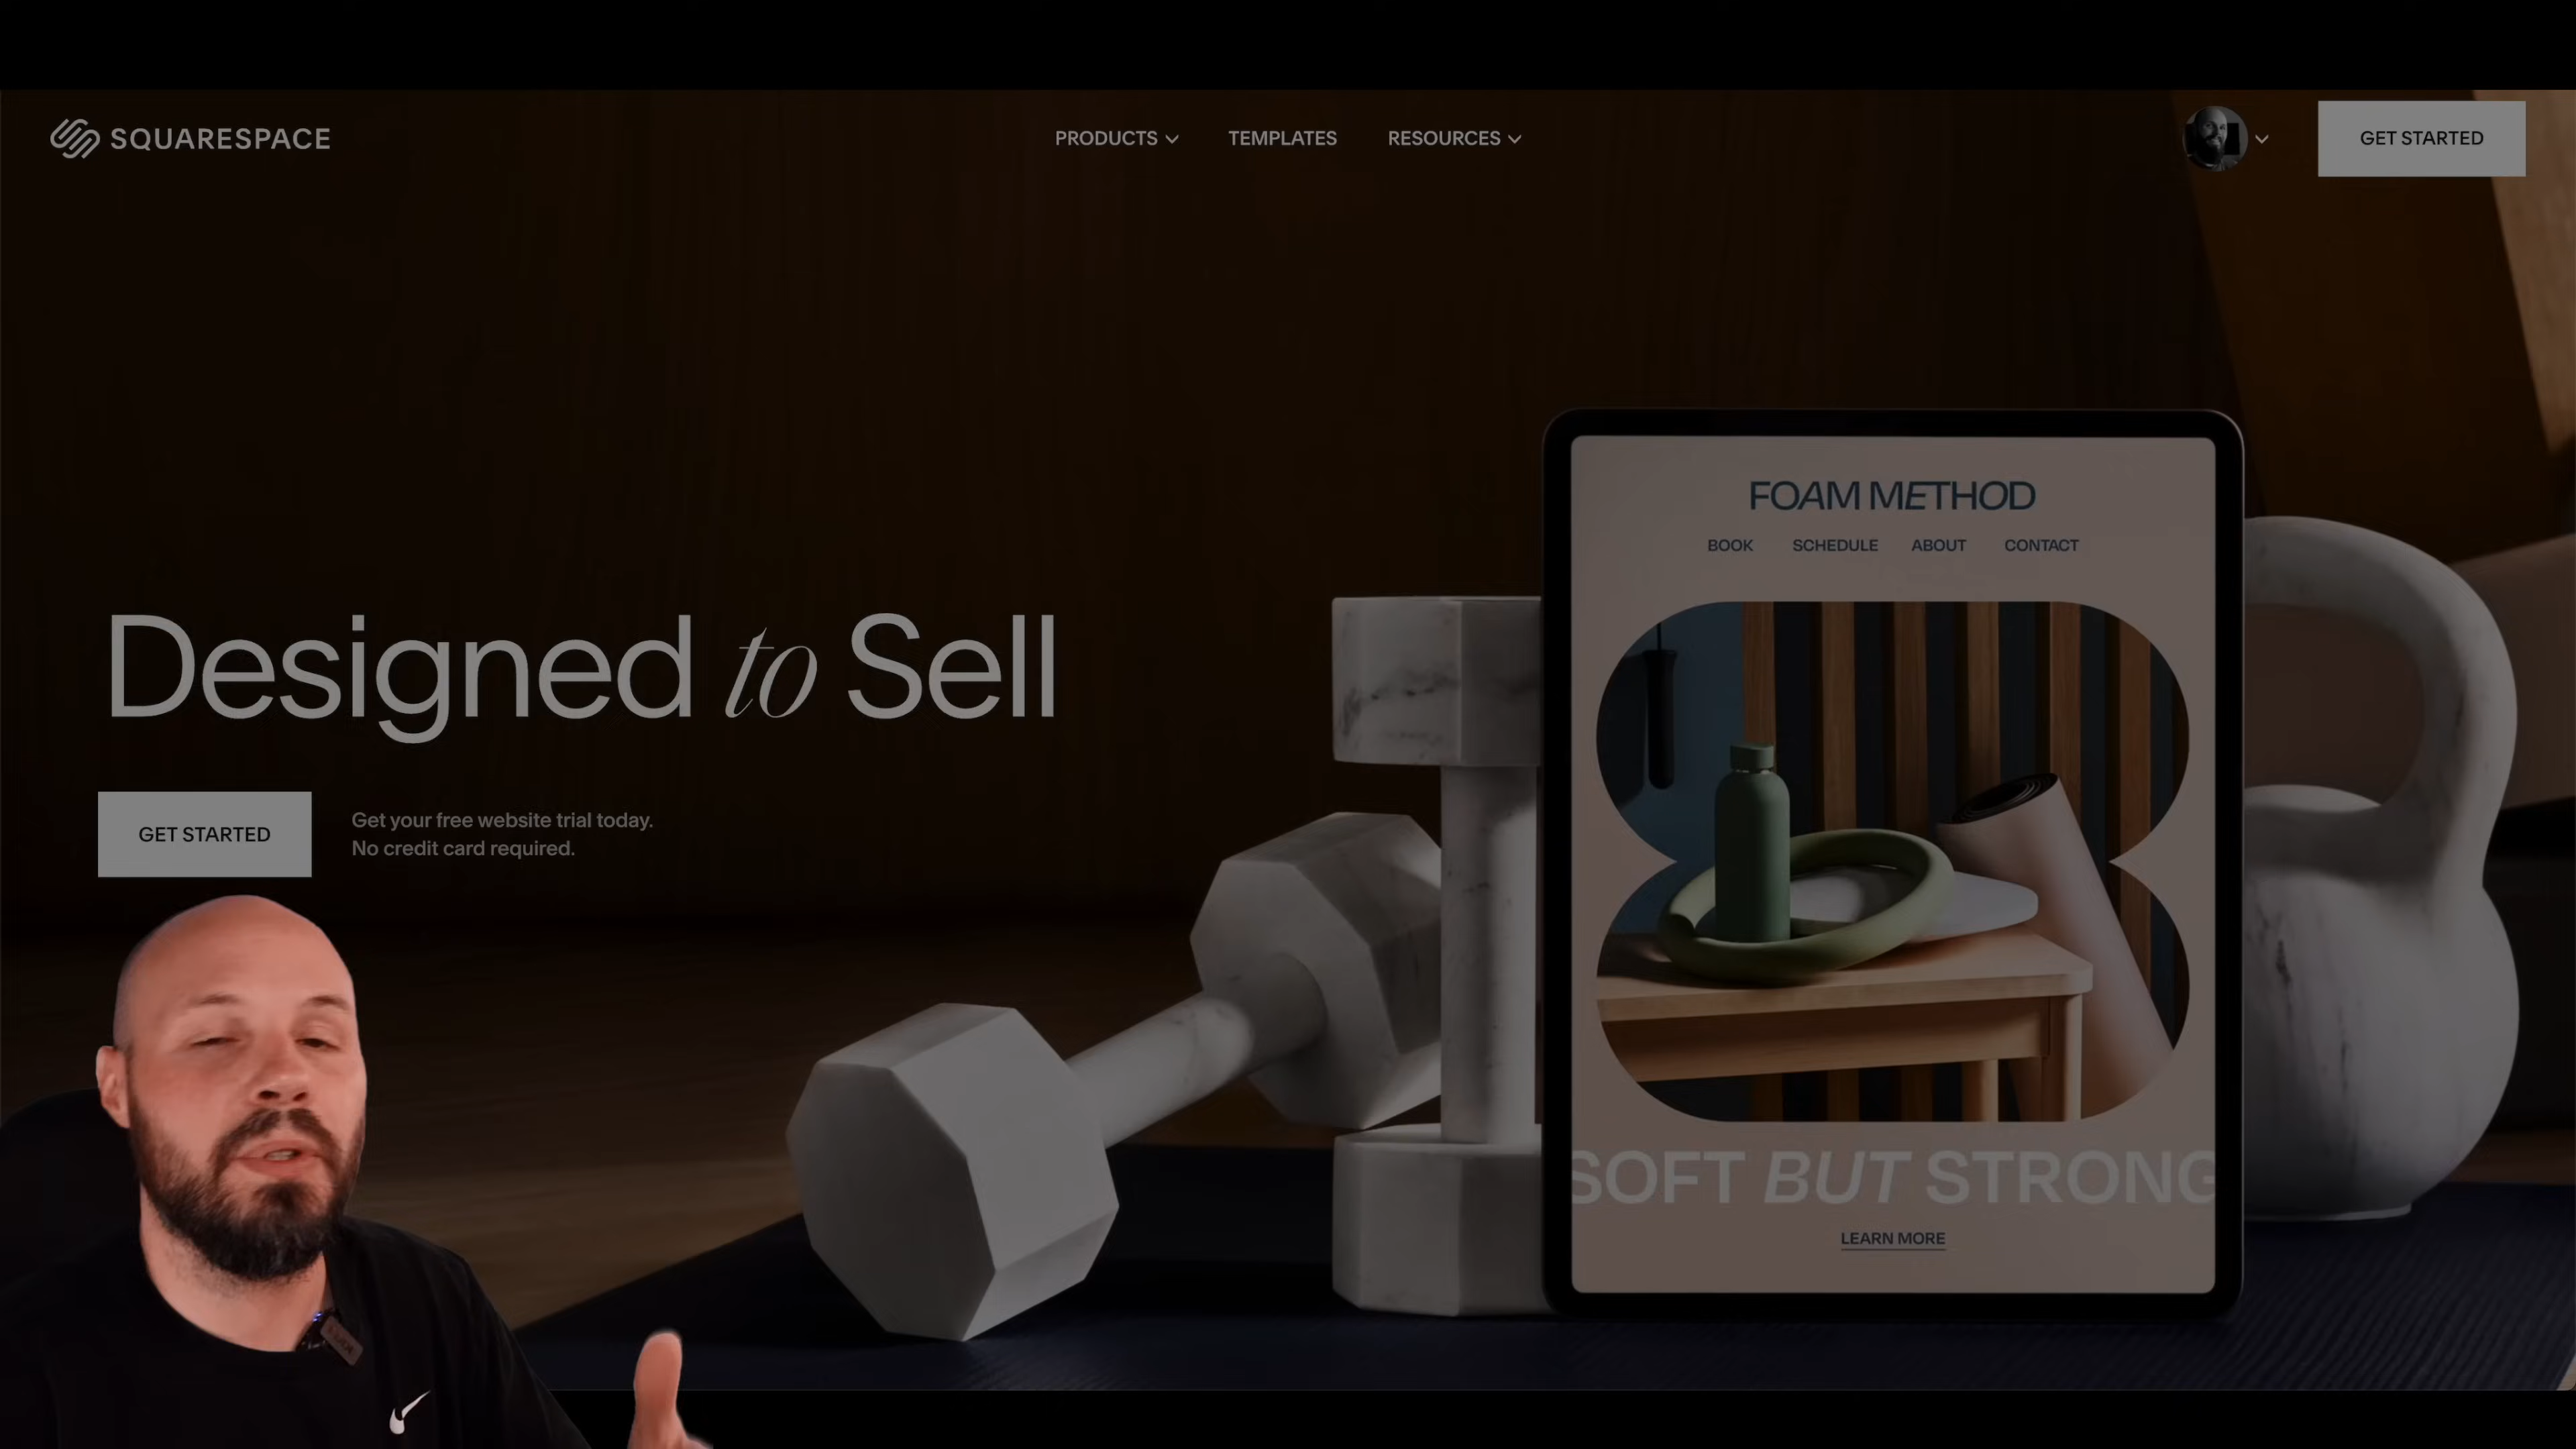 SQUARESPACE
PRODUCTS
TEMPLATES
RESOURCES
GET STARTED
Designed to Sell
GET STARTED
Get your free website trial today.
No credit card required.
FOAM METHOD
BOOK SCHEDULE ABOUT CONTACT
SOFT BUT STRONG
LEARN MORE